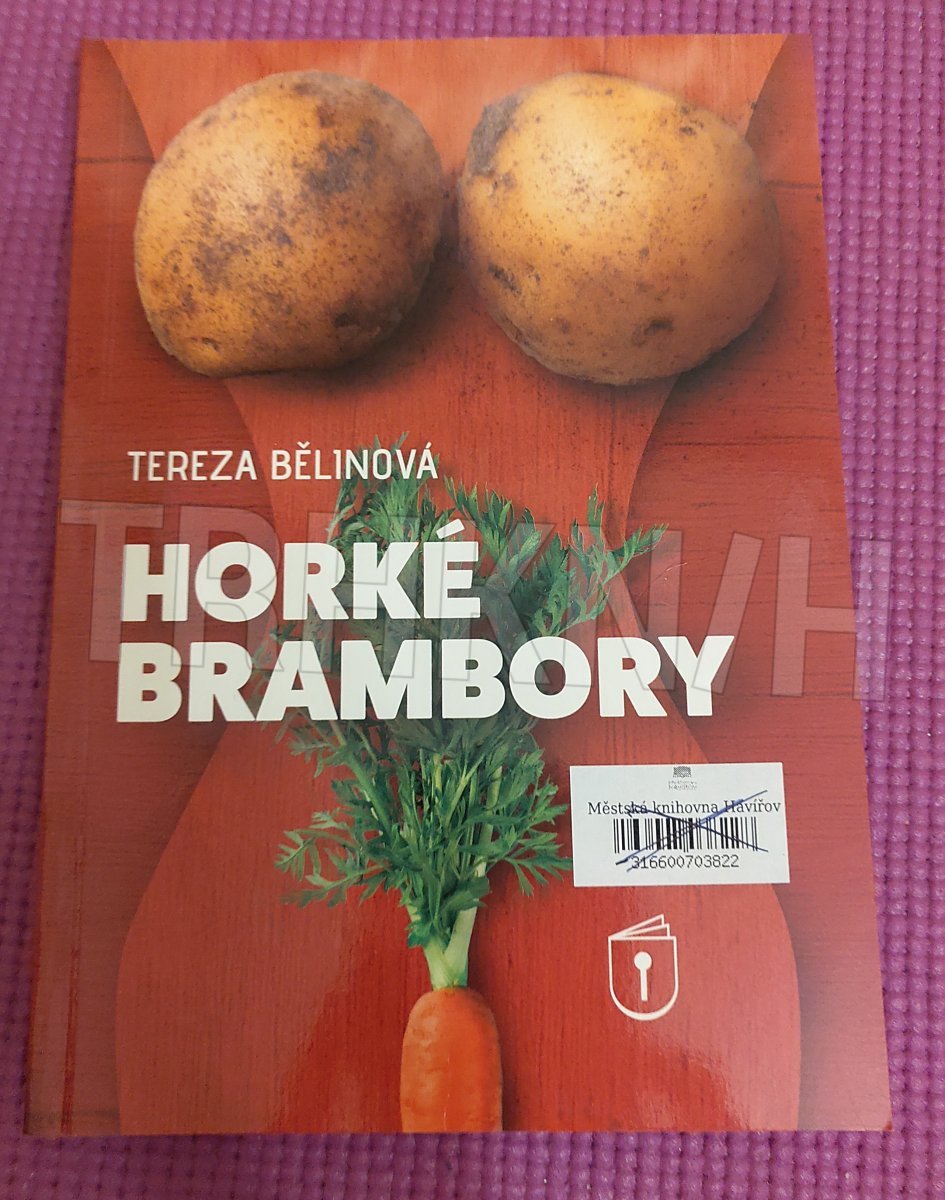 TEREZA BĚLINOVÁ
HORKÉ
BRAMBORY
Městská knihovna Havířov
316600703822